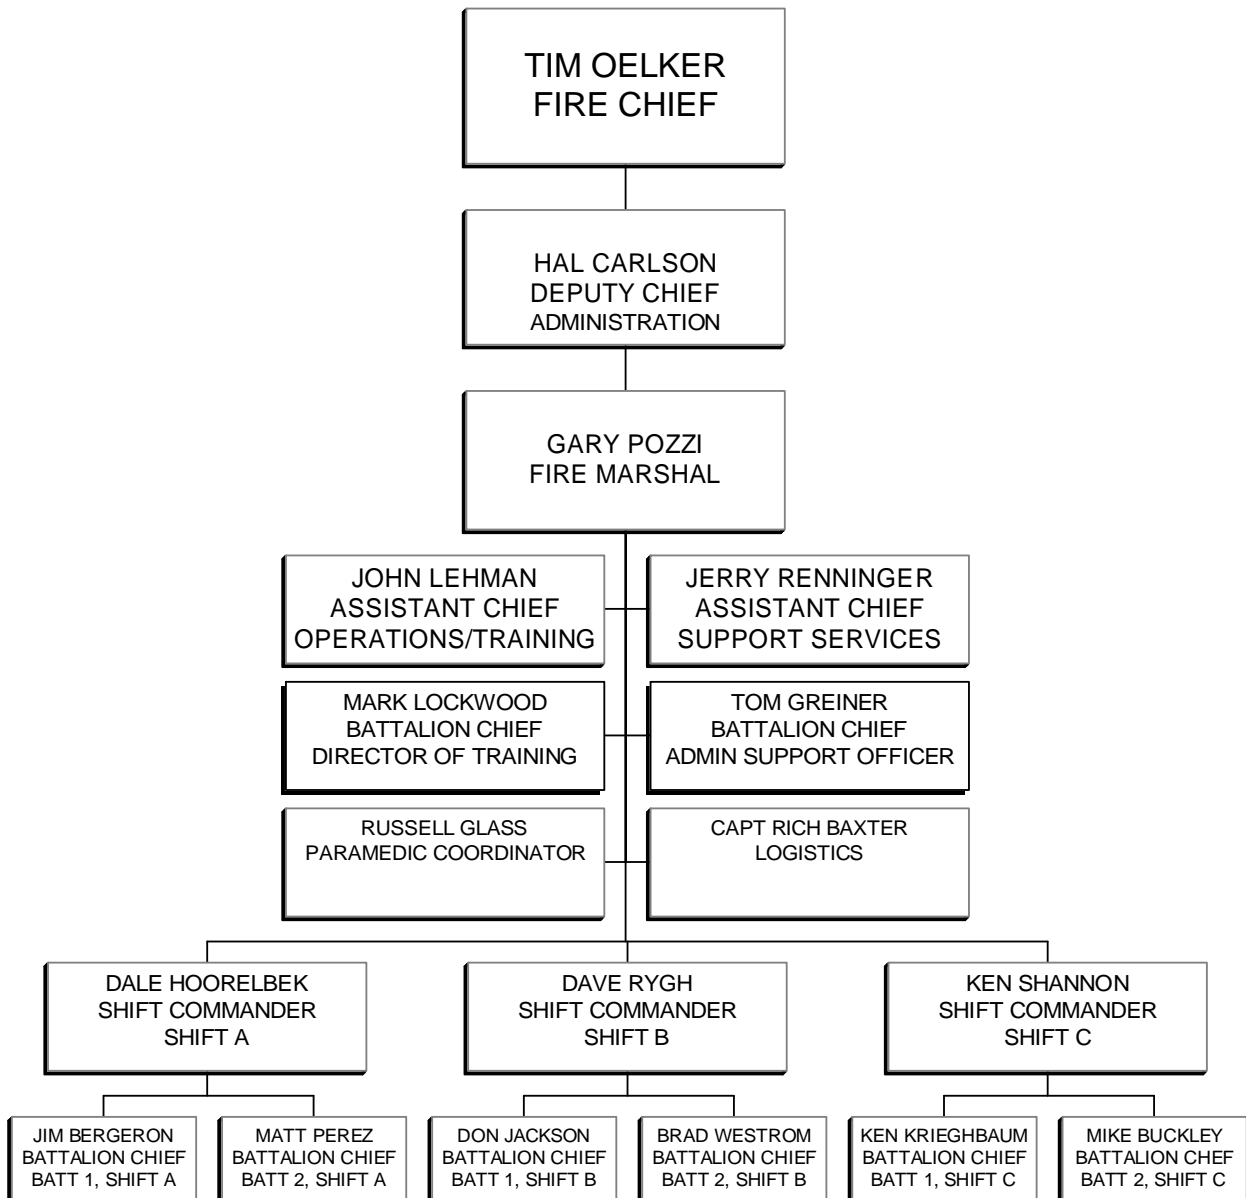 TIM OELKER
FIRE CHIEF
HAL CARLSON
DEPUTY CHIEF
ADMINISTRATION
GARY POZZI
FIRE MARSHAL
JOHN LEHMAN
ASSISTANT CHIEF
OPERATIONS/TRAINING
JERRY RENNINGER
ASSISTANT CHIEF
SUPPORT SERVICES
MARK LOCKWOOD
BATTALION CHIEF
DIRECTOR OF TRAINING
TOM GREINER
BATTALION CHIEF
ADMIN SUPPORT OFFICER
RUSSELL GLASS
PARAMEDIC COORDINATOR
CAPT RICH BAXTER
LOGISTICS
DALE HOORELBEK
SHIFT COMMANDER
SHIFT A
DAVE RYGH
SHIFT COMMANDER
SHIFT B
KEN SHANNON
SHIFT COMMANDER
SHIFT C
JIM BERGERON
BATTALION CHIEF
BATT 1, SHIFT A
MATT PEREZ
BATTALION CHIEF
BATT 2, SHIFT A
DON JACKSON
BATTALION CHIEF
BATT 1, SHIFT B
BRAD WESTROM
BATTALION CHIEF
BATT 2, SHIFT B
KEN KRIEGHBAUM
BATTALION CHIEF
BATT 1, SHIFT C
MIKE BUCKLEY
BATTALION CHEF
BATT 2, SHIFT C